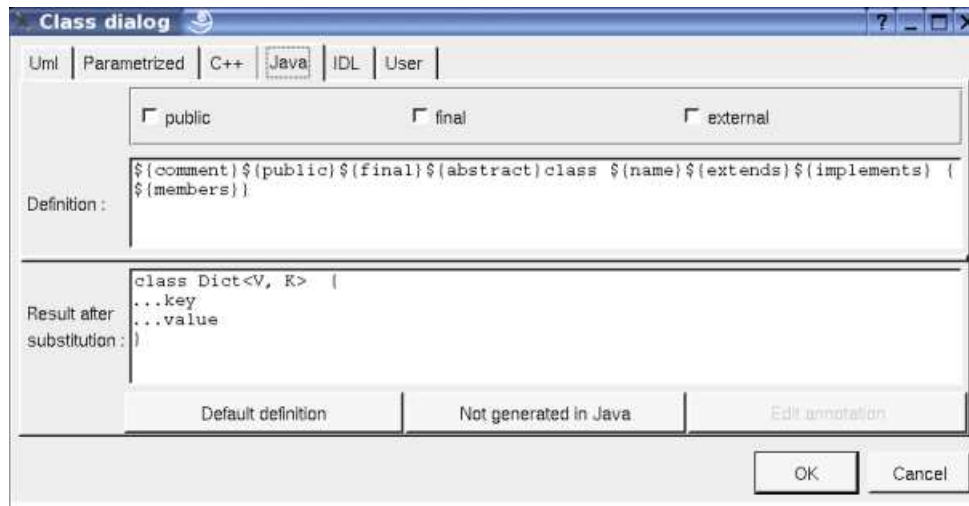 Class dialog
? _
Uml Parametrized C++ Java IDL User
public final external
Definition :
${comment}${public}${final}${abstract}class ${name}${extends}${implements} {
${members}}
Result after
substitution :
class Dict<V, K>  {
...key
...value
}
Default definition Not generated in Java Edit annotation
OK Cancel